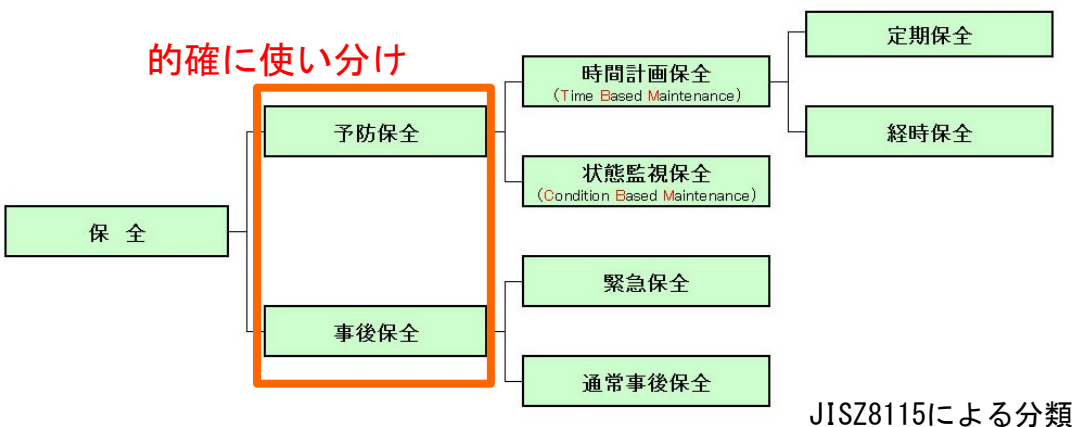 的確に使い分け
保 全
予防保全
事後保全
時間計画保全
(Time Based Maintenance)
状態監視保全
(Condition Based Maintenance)
緊急保全
通常事後保全
定期保全
経時保全
JISZ8115による分類